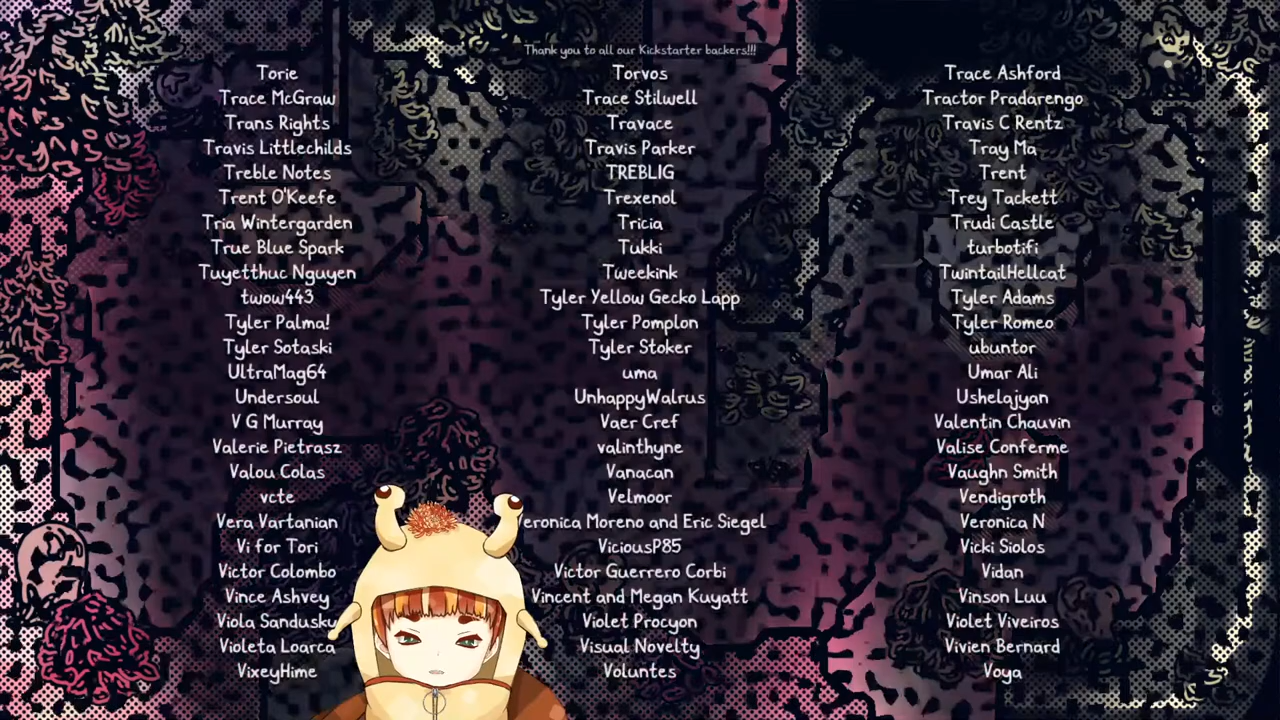 Thank you to all our Kickstarter backers!!!
Torie Torvos Trace Ashford
Trace McGraw Trace Stilwell Tractor Pradarengo
Trans Rights Travace Travis C Rentz
Travis Littlechilds Travis Parker Tray Ma
Treble Notes TREBLIG Trent
Trent O'Keefe Trexenol Trey Tackett
Tria Wintergarden Tricia Trudi Castle
True Blue Spark Tukki turbotifi
Tuyetthuc Nguyen Tweekink TwintailHellcat
twow443 Tyler Yellow Gecko Lapp Tyler Adams
Tyler Palma! Tyler Pomplon Tyler Romeo
Tyler Sotaski Tyler Stoker ubuntor
UltraMag64 uma Umar Ali
Undersoul UnhappyWalrus Ushelajyan
V G Murray Vaer Cref Valentin Chauvin
Valerie Pietrasz valinthyne Valise Conferme
Valou Colas Vanacan Vaughn Smith
vcte Velmoor Vendigroth
Vera Vartanian eronica Moreno and Eric Siegel Veronica N
Vi for Tori ViciousP85 Vicki Siolos
Victor Colombo Victor Guerrero Corbi Vidan
Vince Ashvey Vincent and Megan Kuyatt Vinson Luu
Viola Sandusku Violet Procyon Violet Viveiros
Violeta Loarca Visual Novelty Vivien Bernard
VixeyHime Voluntes Voya